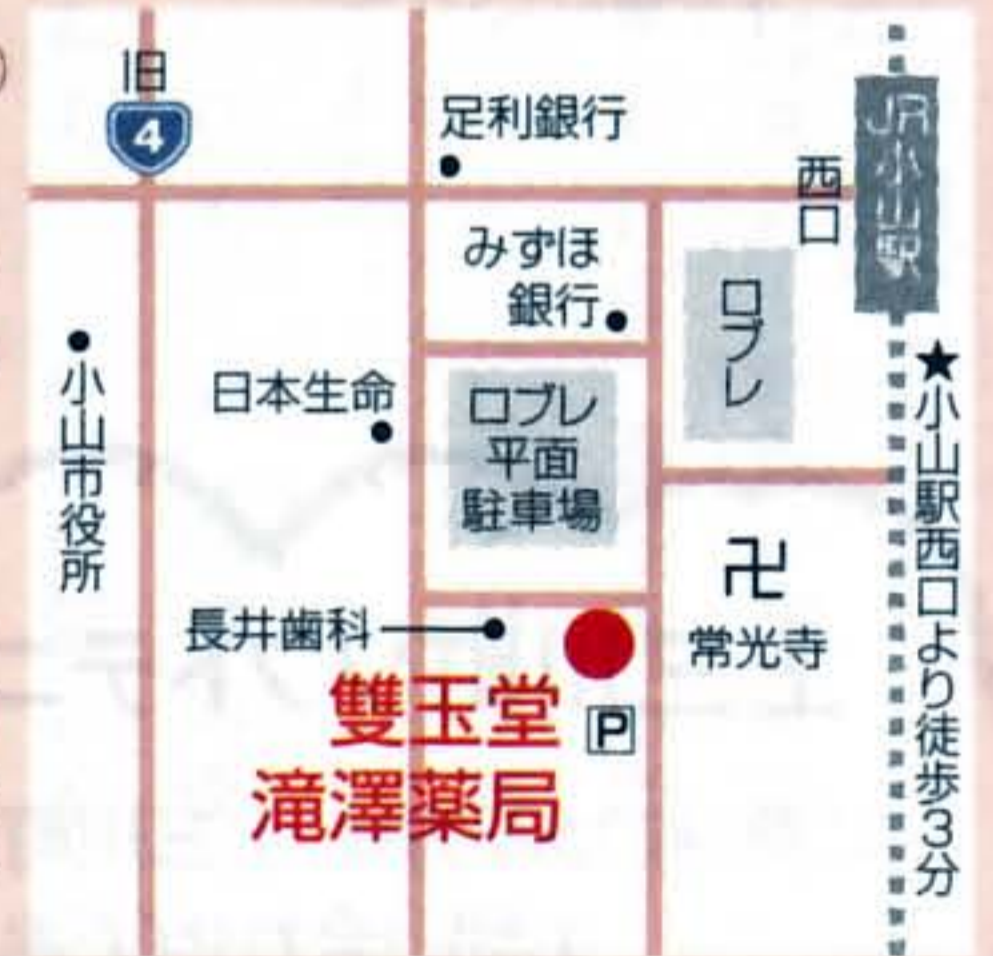 旧
4
足利銀行
西口
JR小山駅
みずほ
銀行
ロブレ
小山市役所
日本生命
ロブレ
平面
駐車場
★小山駅西口より徒歩3分
卍
常光寺
長井歯科
雙玉堂
滝澤薬局
P